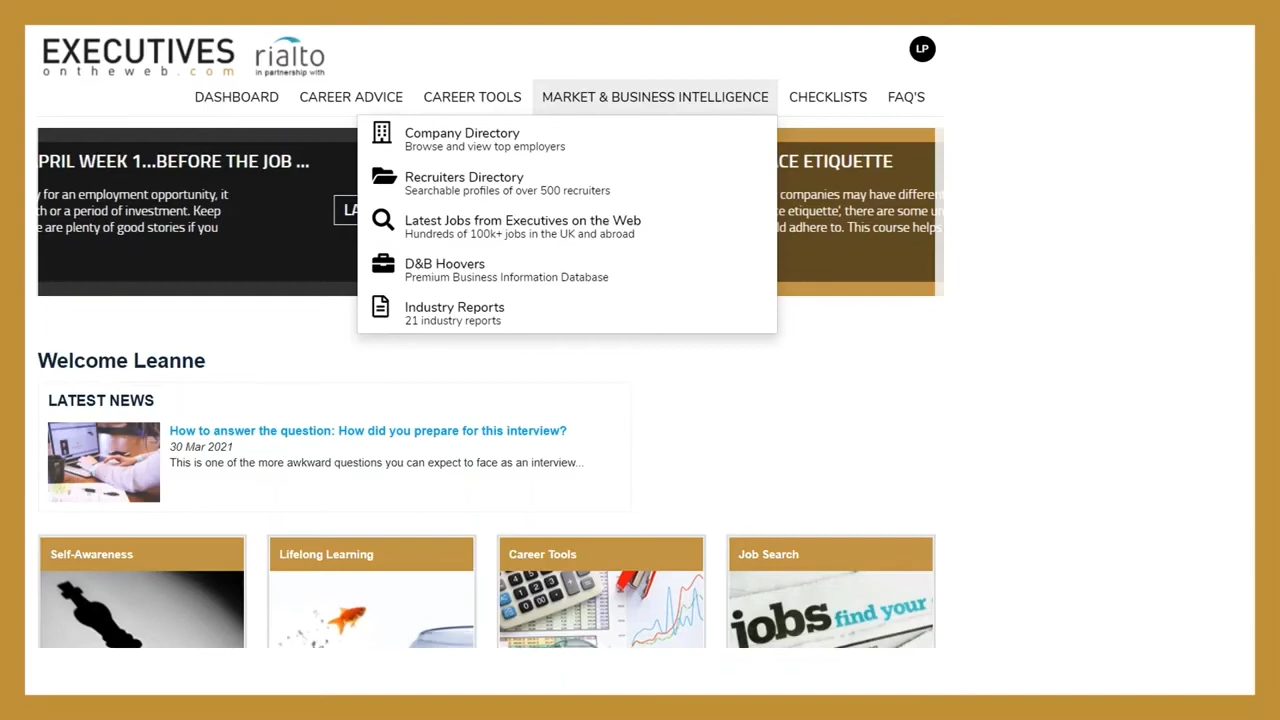 EXECUTIVES
ontheweb.com
rialto
in partnership with
LP
DASHBOARD CAREER ADVICE CAREER TOOLS MARKET & BUSINESS INTELLIGENCE CHECKLISTS FAQ'S
Company Directory
Browse and view top employers
Recruiters Directory
Searchable profiles of over 500 recruiters
Latest Jobs from Executives on the Web
Hundreds of 100k+ jobs in the UK and abroad
D&B Hoovers
Premium Business Information Database
Industry Reports
21 industry reports
PRIL WEEK 1...BEFORE THE JOB ...
y for an employment opportunity, it
h or a period of investment. Keep
e are plenty of good stories if you
LA
CE ETIQUETTE
companies may have different
e etiquette', there are some un
ld adhere to. This course helps
Welcome Leanne
LATEST NEWS
How to answer the question: How did you prepare for this interview?
30 Mar 2021
This is one of the more awkward questions you can expect to face as an interview...
Self-Awareness
Lifelong Learning
Career Tools
Job Search
jobs find your